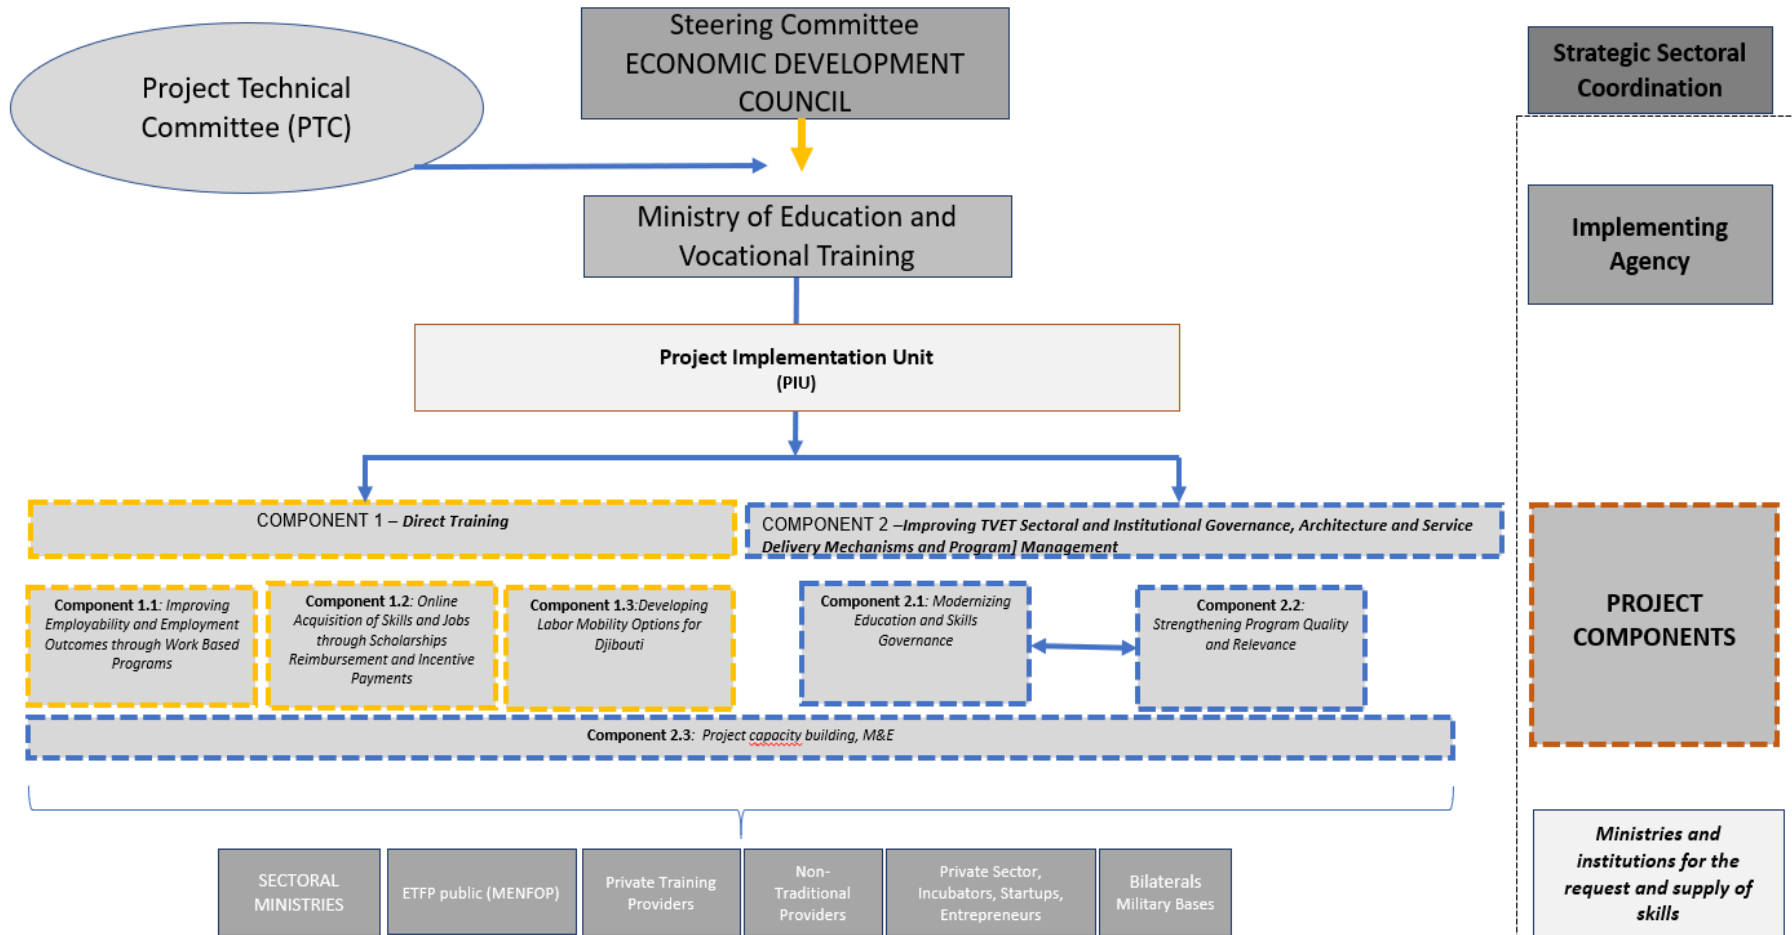 Steering Committee
ECONOMIC DEVELOPMENT
COUNCIL
Project Technical
Committee (PTC)
Strategic Sectoral
Coordination
Ministry of Education and
Vocational Training
Implementing
Agency
Project Implementation Unit
(PIU)
COMPONENT 1 – Direct Training
COMPONENT 2 –Improving TVET Sectoral and Institutional Governance, Architecture and Service
Delivery Mechanisms and Program] Management
Component 1.1: Improving
Employability and Employment
Outcomes through Work Based
Programs
Component 1.2: Online
Acquisition of Skills and Jobs
through Scholarships
Reimbursement and Incentive
Payments
Component 1.3:Developing
Labor Mobility Options for
Djibouti
Component 2.1: Modernizing
Education and Skills
Governance
Component 2.2:
Strengthening Program Quality
and Relevance
PROJECT
COMPONENTS
Component 2.3: Project capacity building, M&E
SECTORAL
MINISTRIES
ETFP public (MENFOP)
Private Training
Providers
Non-
Traditional
Providers
Private Sector,
Incubators, Startups,
Entrepreneurs
Bilaterals
Military Bases
Ministries and
institutions for the
request and supply of
skills